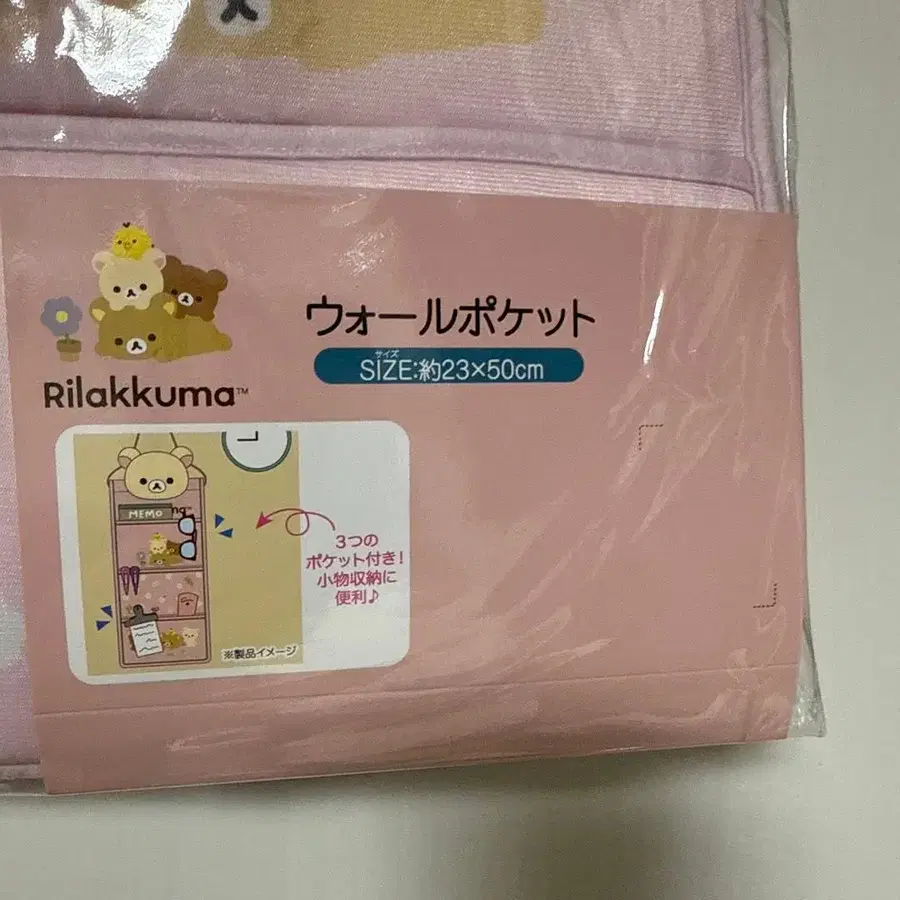 ウォールポケット
サイズ
SIZE:約23×50cm
Rilakkuma™
MEMO
3つの
ポケット付き!
小物収納に
便利♪
※製品イメージ